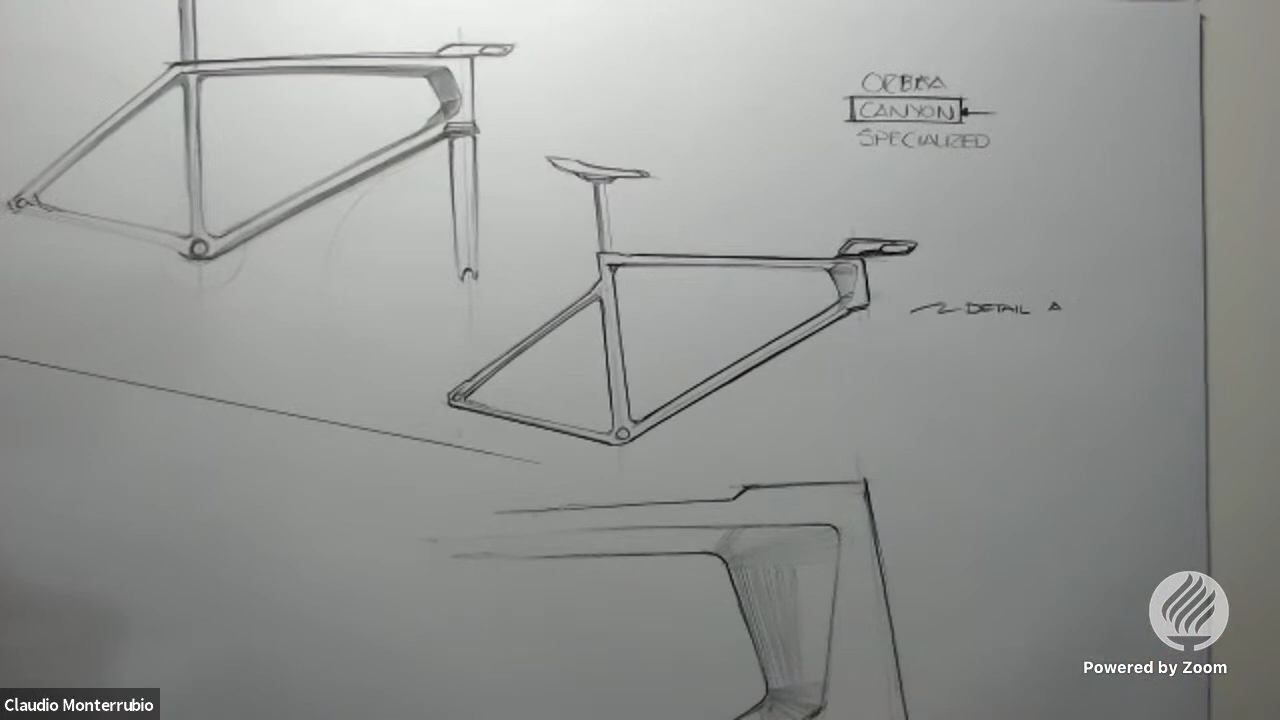 ORBEA
CANYON
SPECIALIZED
DETAIL A
Powered by Zoom
Claudio Monterrubio